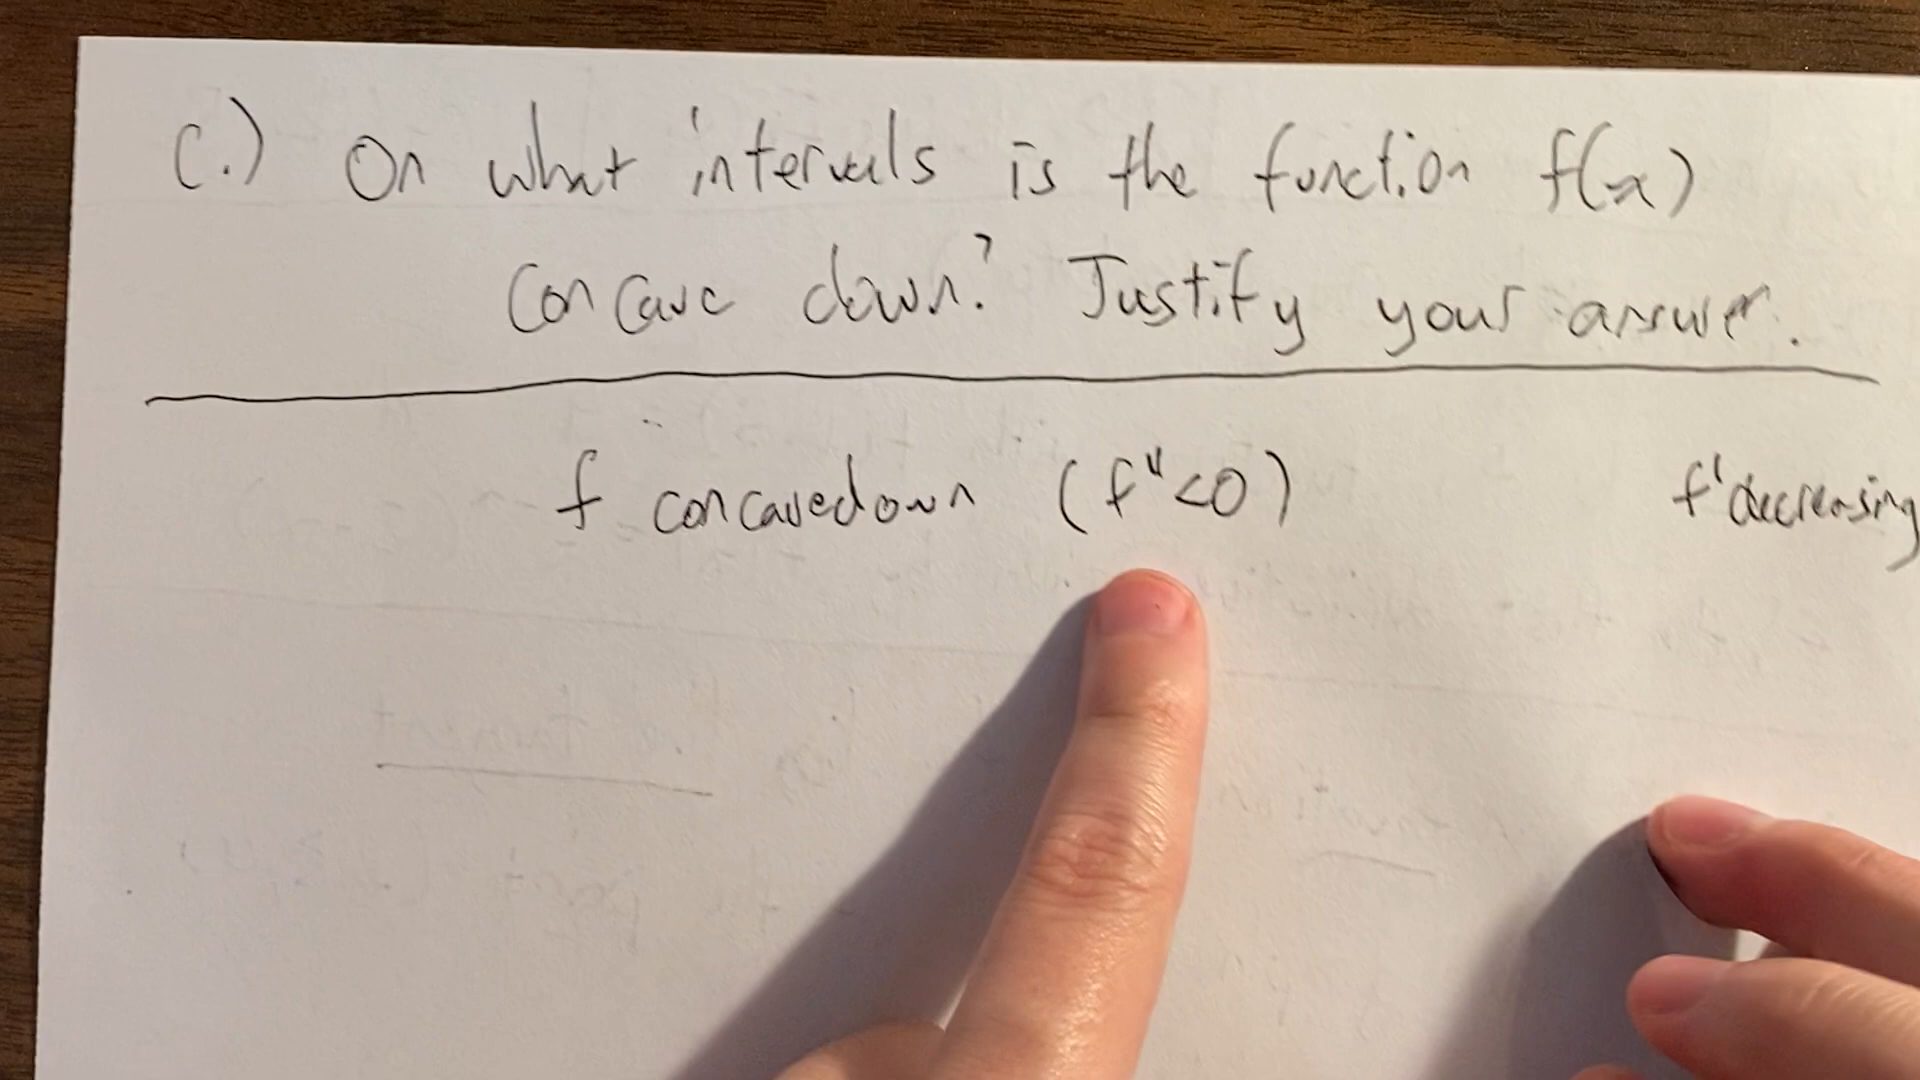 C.) On what intervals is the function f(x)
concave down? Justify your answer.
f concavedown (f"<0) f'decreasing